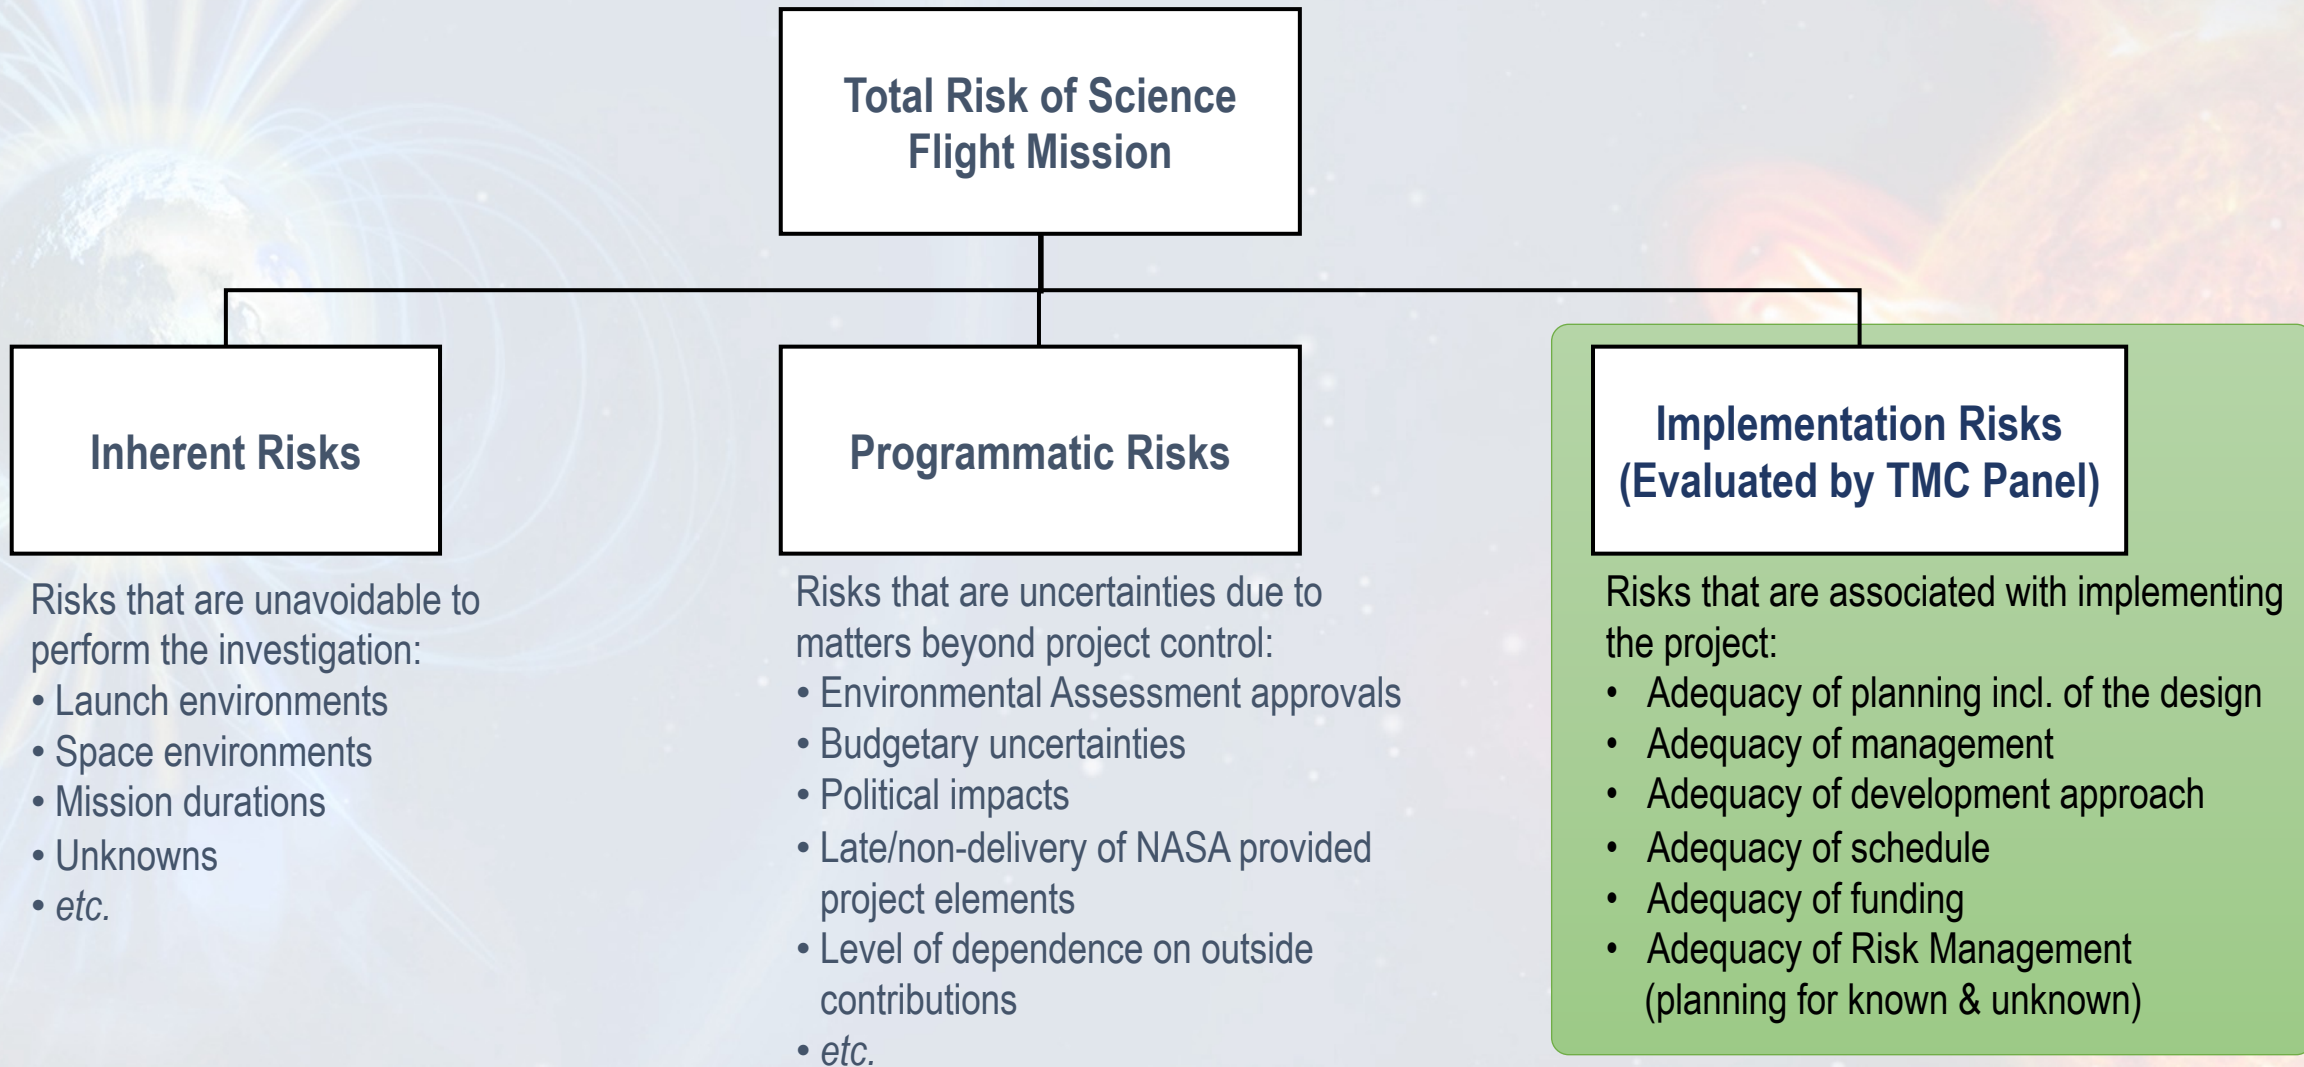 Total Risk of Science
Flight Mission
Inherent Risks
Risks that are unavoidable to
perform the investigation:
• Launch environments
• Space environments
• Mission durations
• Unknowns
• etc.
Programmatic Risks
Risks that are uncertainties due to
matters beyond project control:
• Environmental Assessment approvals
• Budgetary uncertainties
• Political impacts
• Late/non-delivery of NASA provided
project elements
• Level of dependence on outside
contributions
• etc.
Implementation Risks
(Evaluated by TMC Panel)
Risks that are associated with implementing
the project:
• Adequacy of planning incl. of the design
• Adequacy of management
• Adequacy of development approach
• Adequacy of schedule
• Adequacy of funding
• Adequacy of Risk Management
(planning for known & unknown)